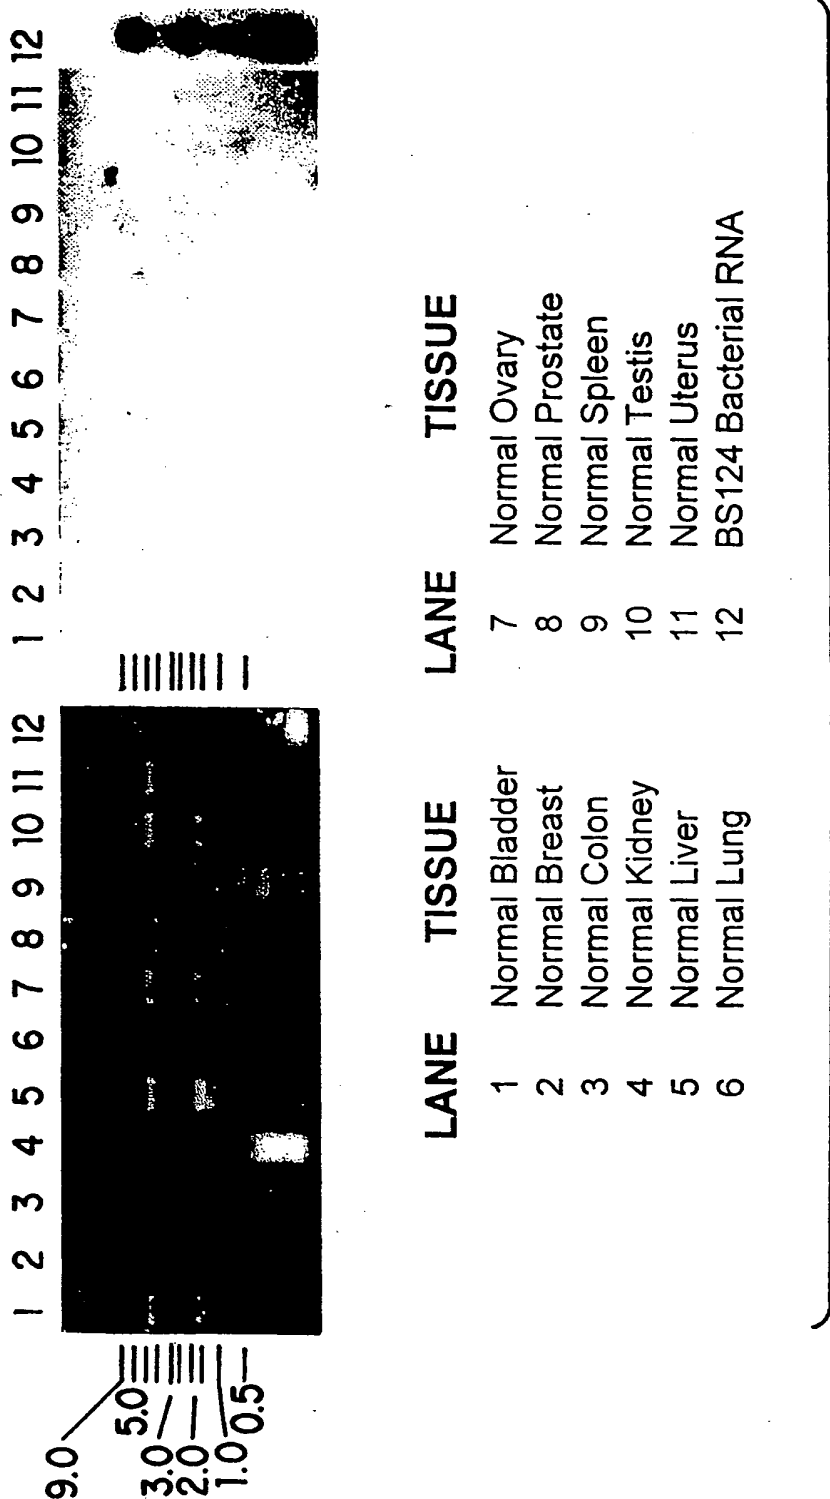 1 2 3 4 5 6 7 8 9 10 11 12
1 2 3 4 5 6 7 8 9 10 11 12
9.0
5.0
3.0
2.0
1.0
0.5
LANE TISSUE LANE TISSUE
1 Normal Bladder 7 Normal Ovary
2 Normal Breast 8 Normal Prostate
3 Normal Colon 9 Normal Spleen
4 Normal Kidney 10 Normal Testis
5 Normal Liver 11 Normal Uterus
6 Normal Lung 12 BS124 Bacterial RNA